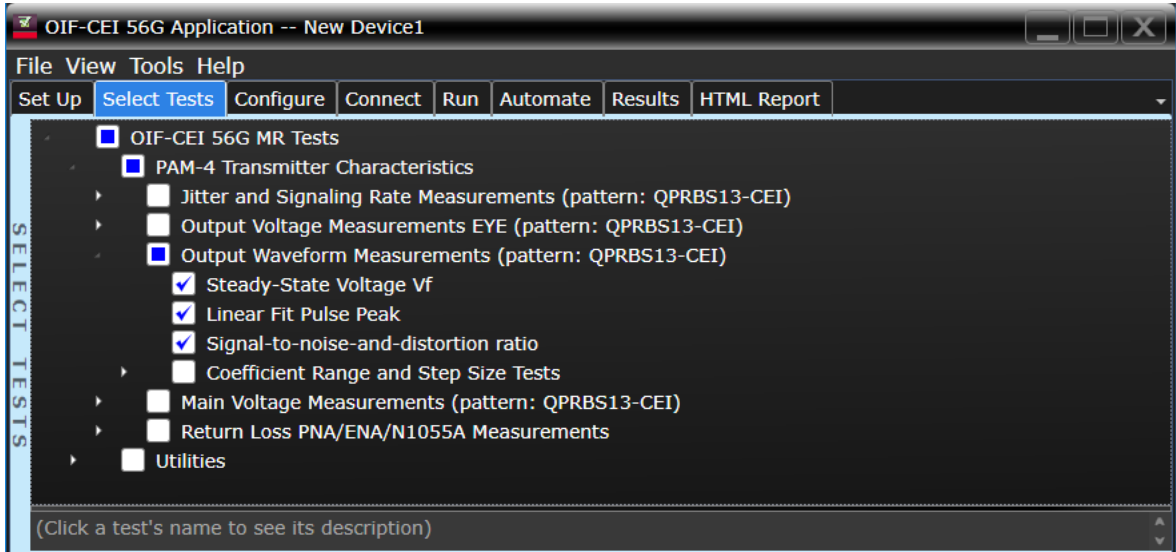 OIF-CEI 56G Application -- New Device1
File View Tools Help
Set Up Select Tests Configure Connect Run Automate Results HTML Report
SELECT TESTS
OIF-CEI 56G MR Tests
PAM-4 Transmitter Characteristics
Jitter and Signaling Rate Measurements (pattern: QPRBS13-CEI)
Output Voltage Measurements EYE (pattern: QPRBS13-CEI)
Output Waveform Measurements (pattern: QPRBS13-CEI)
Steady-State Voltage Vf
Linear Fit Pulse Peak
Signal-to-noise-and-distortion ratio
Coefficient Range and Step Size Tests
Main Voltage Measurements (pattern: QPRBS13-CEI)
Return Loss PNA/ENA/N1055A Measurements
Utilities
(Click a test's name to see its description)